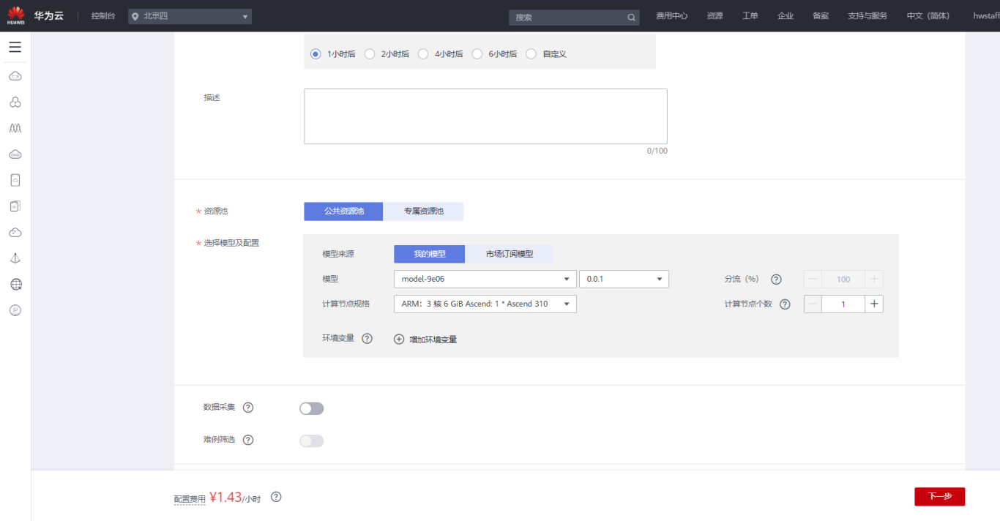 HUAWEI 华为云 控制台 北京四 搜索 费用中心 资源 工单 企业 备案 支持与服务 中文（简体） hwstaff
1小时后 2小时后 4小时后 6小时后 自定义
描述
0/100
* 资源池 公共资源池 专属资源池
* 选择模型及配置
模型来源 我的模型 市场订阅模型
模型 model-9e06 0.0.1 分流（%） ? － 100 +
计算节点规格 ARM：3 核 6 GiB Ascend: 1 * Ascend 310 计算节点个数 ? － 1 +
环境变量 ? 增加环境变量
数据采集 ?
难例筛选 ?
配置费用 ¥1.43/小时 ? 下一步
IP